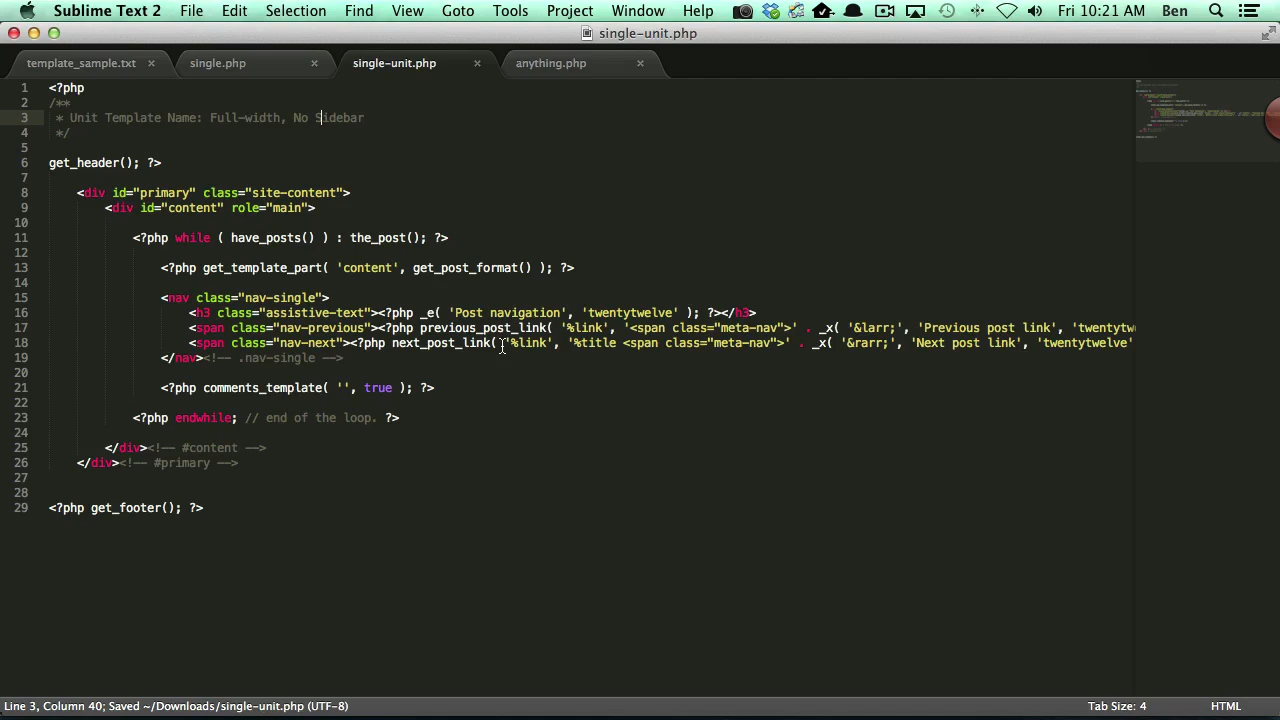 Sublime Text 2 File Edit Selection Find View Goto Tools Project Window Help Fri 10:21 AM Ben
single-unit.php
template_sample.txt single.php single-unit.php anything.php
1 <?php
2 /**
3 * Unit Template Name: Full-width, No Sidebar
4 */
5
6 get_header(); ?>
7
8 <div id="primary" class="site-content">
9 <div id="content" role="main">
10
11 <?php while ( have_posts() ) : the_post(); ?>
12
13 <?php get_template_part( 'content', get_post_format() ); ?>
14
15 <nav class="nav-single">
16 <h3 class="assistive-text"><?php _e( 'Post navigation', 'twentytwelve' ); ?></h3>
17 <span class="nav-previous"><?php previous_post_link( '%link', '<span class="meta-nav">' . _x( '&larr;', 'Previous post link', 'twentytw
18 <span class="nav-next"><?php next_post_link( '%link', '%title <span class="meta-nav">' . _x( '&rarr;', 'Next post link', 'twentytwelve'
19 </nav><!-- .nav-single -->
20
21 <?php comments_template( '', true ); ?>
22
23 <?php endwhile; // end of the loop. ?>
24
25 </div><!-- #content -->
26 </div><!-- #primary -->
27
28
29 <?php get_footer(); ?>
Line 3, Column 40; Saved ~/Downloads/single-unit.php (UTF-8) Tab Size: 4 HTML